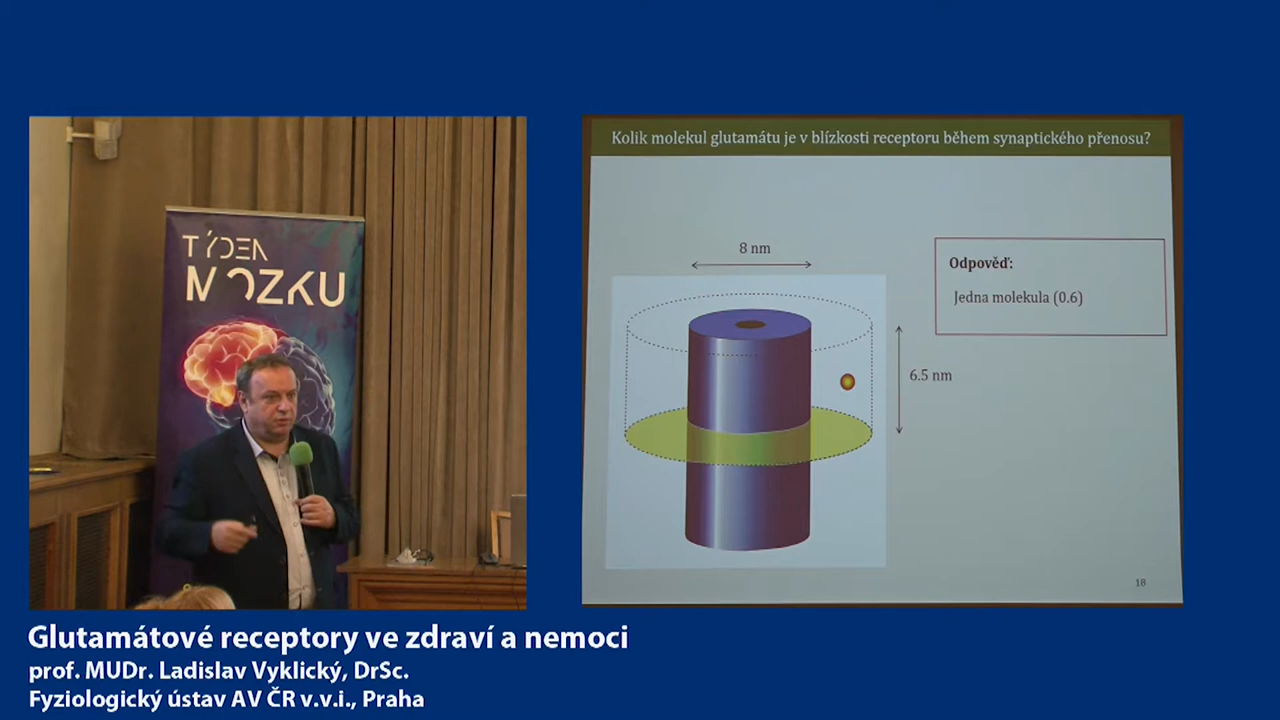 TÝDEN
MOZKU
Kolik molekul glutamátu je v blízkosti receptoru během synaptického přenosu?
8 nm
Odpověď:
Jedna molekula (0.6)
6.5 nm
18
Glutamátové receptory ve zdraví a nemoci
prof. MUDr. Ladislav Vyklický, DrSc.
Fyziologický ústav AV ČR v.v.i., Praha